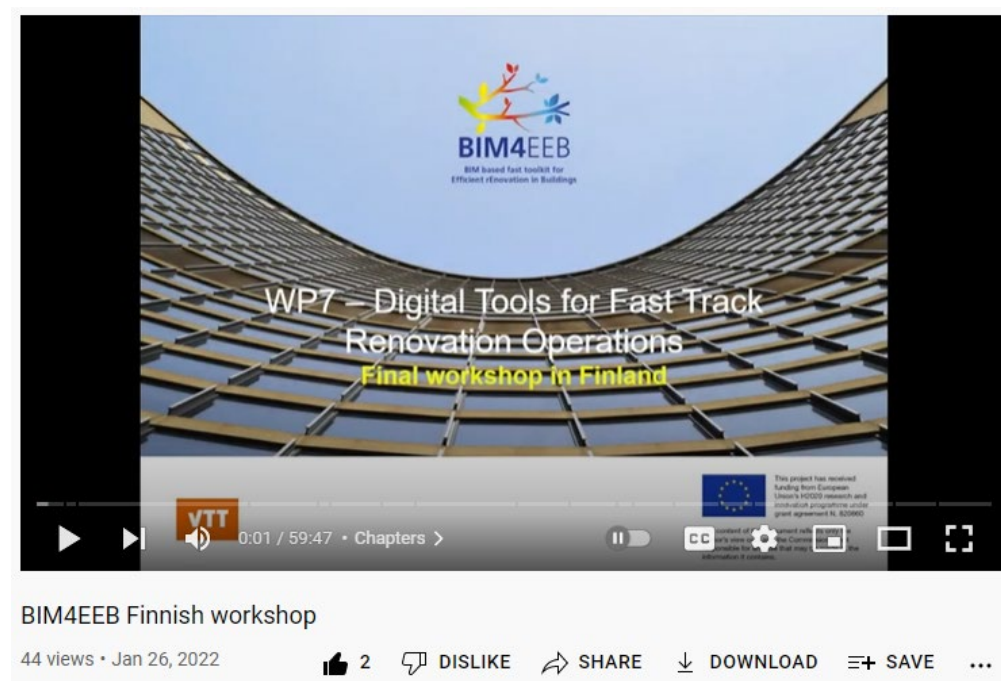 BIM4EEB
BIM based fast toolkit for
Efficient rEnovation in Buildings
WP7 – Digital Tools for Fast Track
Renovation Operations
Final workshop in Finland
VTT
This project has received
funding from European
Union's H2020 research and
innovation programme under
grant agreement N. 820660
information it contains.
0:01 / 59:47 • Chapters
CC
BIM4EEB Finnish workshop
44 views • Jan 26, 2022
2
DISLIKE
SHARE
DOWNLOAD
SAVE